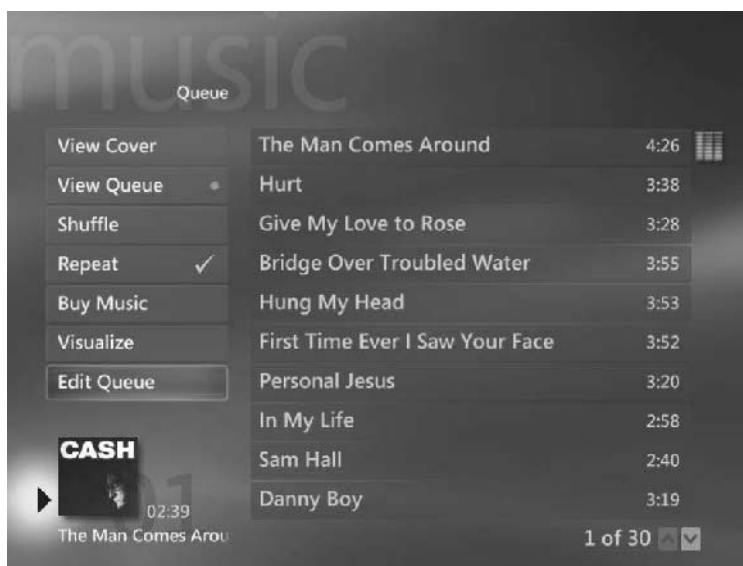 music
Queue
View Cover
View Queue
Shuffle
Repeat
Buy Music
Visualize
Edit Queue
The Man Comes Around 4:26
Hurt 3:38
Give My Love to Rose 3:28
Bridge Over Troubled Water 3:55
Hung My Head 3:53
First Time Ever I Saw Your Face 3:52
Personal Jesus 3:20
In My Life 2:58
Sam Hall 2:40
Danny Boy 3:19
CASH
01
02:39
The Man Comes Arou
1 of 30